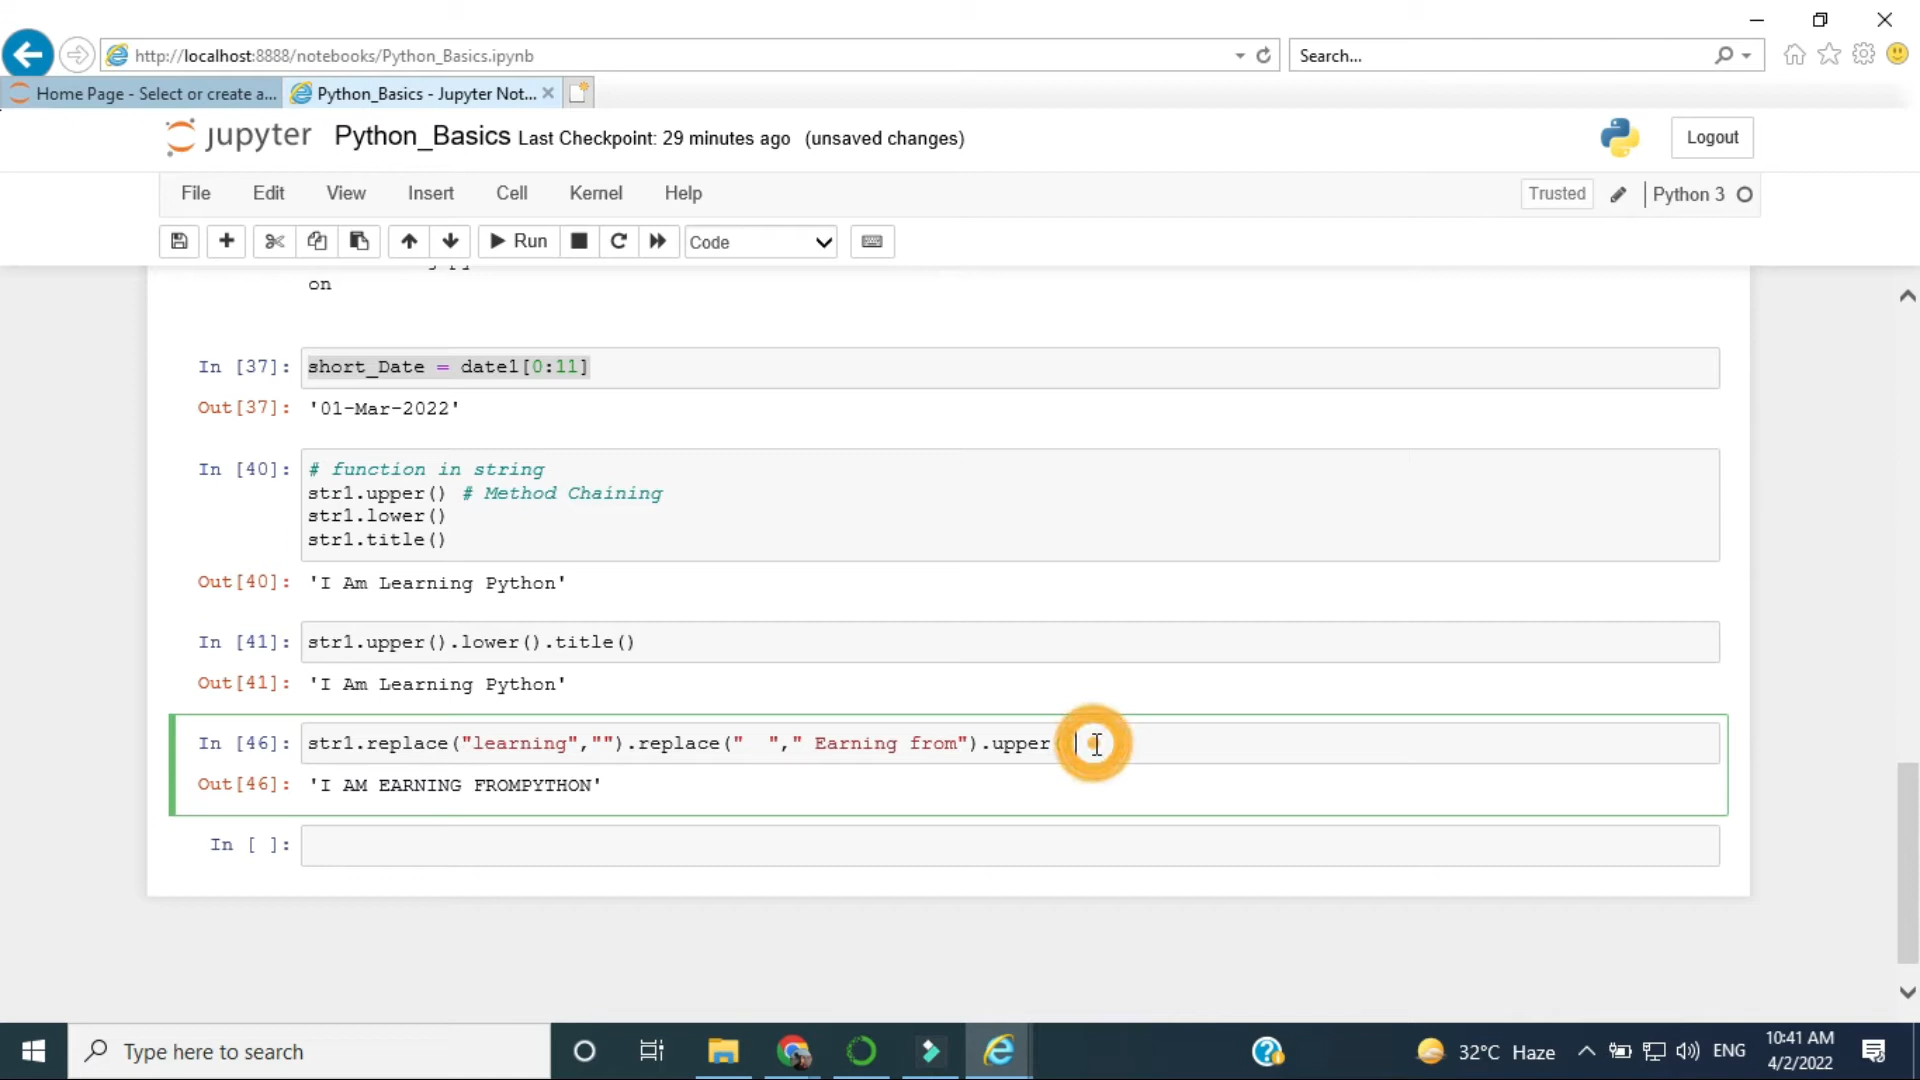 http://localhost:8888/notebooks/Python_Basics.ipynb
Search...
Home Page - Select or create a...
Python_Basics - Jupyter Not...
jupyter Python_Basics Last Checkpoint: 29 minutes ago (unsaved changes)
Logout
File Edit View Insert Cell Kernel Help
Trusted Python 3
Run Code
on
In [37]: short_Date = date1[0:11]
Out[37]: '01-Mar-2022'
In [40]: # function in string
str1.upper() # Method Chaining
str1.lower()
str1.title()
Out[40]: 'I Am Learning Python'
In [41]: str1.upper().lower().title()
Out[41]: 'I Am Learning Python'
In [46]: str1.replace("learning","").replace("  "," Earning from").upper(
Out[46]: 'I AM EARNING FROMPYTHON'
In [ ]:
Type here to search
32°C Haze
ENG
10:41 AM
4/2/2022